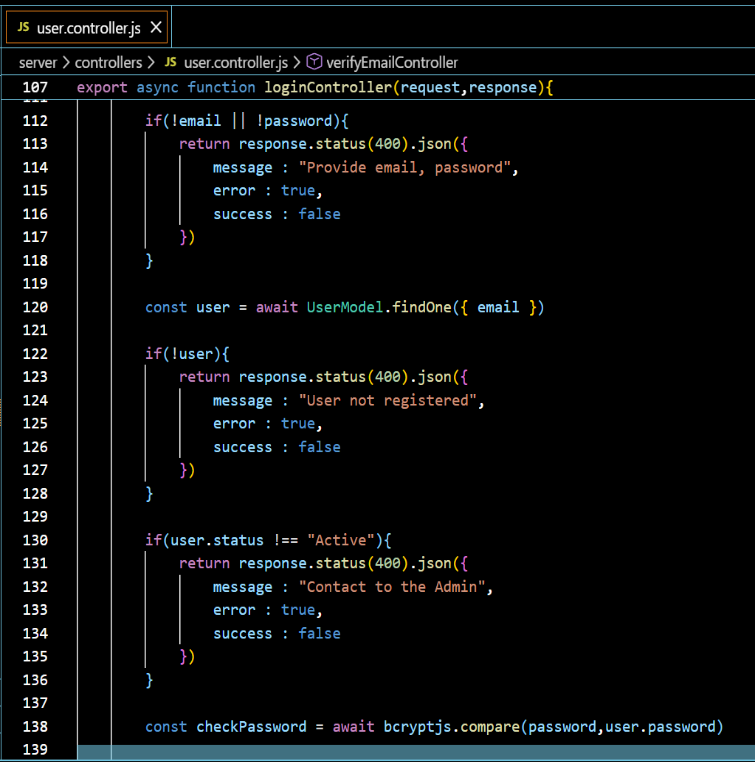 JS user.controller.js ×
server > controllers > JS user.controller.js > verifyEmailController
107 export async function loginController(request,response){
111
112 if(!email || !password){
113 return response.status(400).json({
114 message : "Provide email, password",
115 error : true,
116 success : false
117 })
118 }
119
120 const user = await UserModel.findOne({ email })
121
122 if(!user){
123 return response.status(400).json({
124 message : "User not registered",
125 error : true,
126 success : false
127 })
128 }
129
130 if(user.status !== "Active"){
131 return response.status(400).json({
132 message : "Contact to the Admin",
133 error : true,
134 success : false
135 })
136 }
137
138 const checkPassword = await bcryptjs.compare(password,user.password)
139